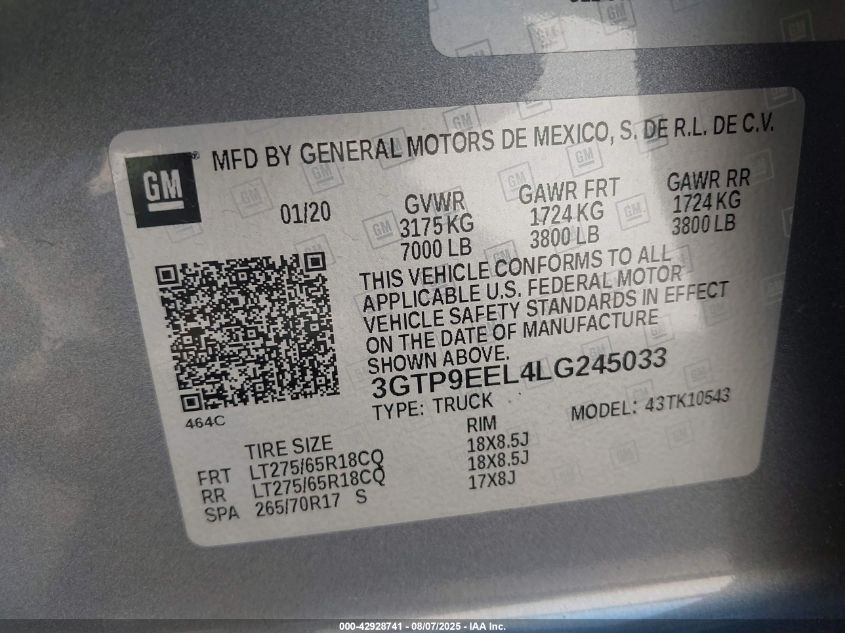 GM ® MFD BY GENERAL MOTORS DE MEXICO, S. DE R.L. DE C.V.
01/20
GVWR
3175 KG
7000 LB
GAWR FRT
1724 KG
3800 LB
GAWR RR
1724 KG
3800 LB
THIS VEHICLE CONFORMS TO ALL
APPLICABLE U.S. FEDERAL MOTOR
VEHICLE SAFETY STANDARDS IN EFFECT
ON THE DATE OF MANUFACTURE
SHOWN ABOVE.
3GTP9EEL4LG245033
TYPE: TRUCK MODEL: 43TK10543
464C
TIRE SIZE RIM
FRT LT275/65R18CQ 18X8.5J
RR LT275/65R18CQ 18X8.5J
SPA 265/70R17 S 17X8J
000-42928741 - 08/07/2025 - IAA Inc.